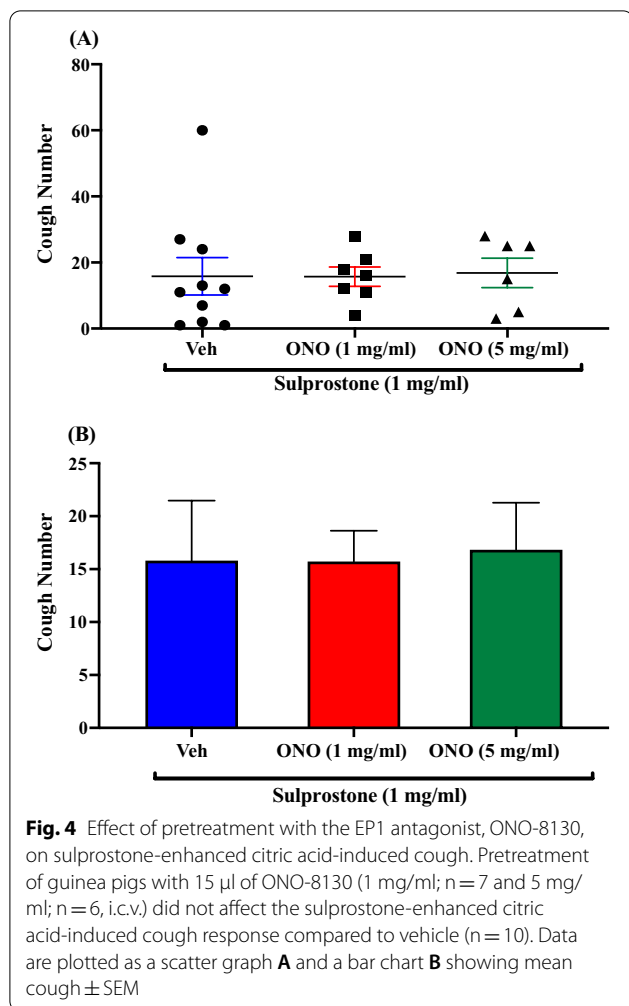 (A)
80
60
40
20
0
Cough Number
Veh ONO (1 mg/ml) ONO (5 mg/ml)
Sulprostone (1 mg/ml)
(B)
25
20
15
10
5
0
Cough Number
Veh ONO (1 mg/ml) ONO (5 mg/ml)
Sulprostone (1 mg/ml)
Fig. 4 Effect of pretreatment with the EP1 antagonist, ONO-8130,
on sulprostone-enhanced citric acid-induced cough. Pretreatment
of guinea pigs with 15 µl of ONO-8130 (1 mg/ml; n = 7 and 5 mg/
ml; n = 6, i.c.v.) did not affect the sulprostone-enhanced citric
acid-induced cough response compared to vehicle (n = 10). Data
are plotted as a scatter graph A and a bar chart B showing mean
cough ± SEM